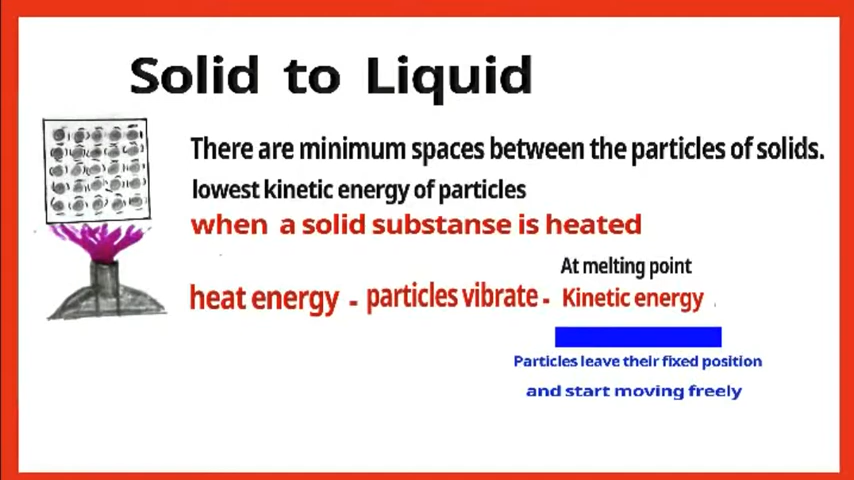 Solid to Liquid
There are minimum spaces between the particles of solids.
lowest kinetic energy of particles
when a solid substanse is heated
At melting point
heat energy - particles vibrate - Kinetic energy
Particles leave their fixed position
and start moving freely